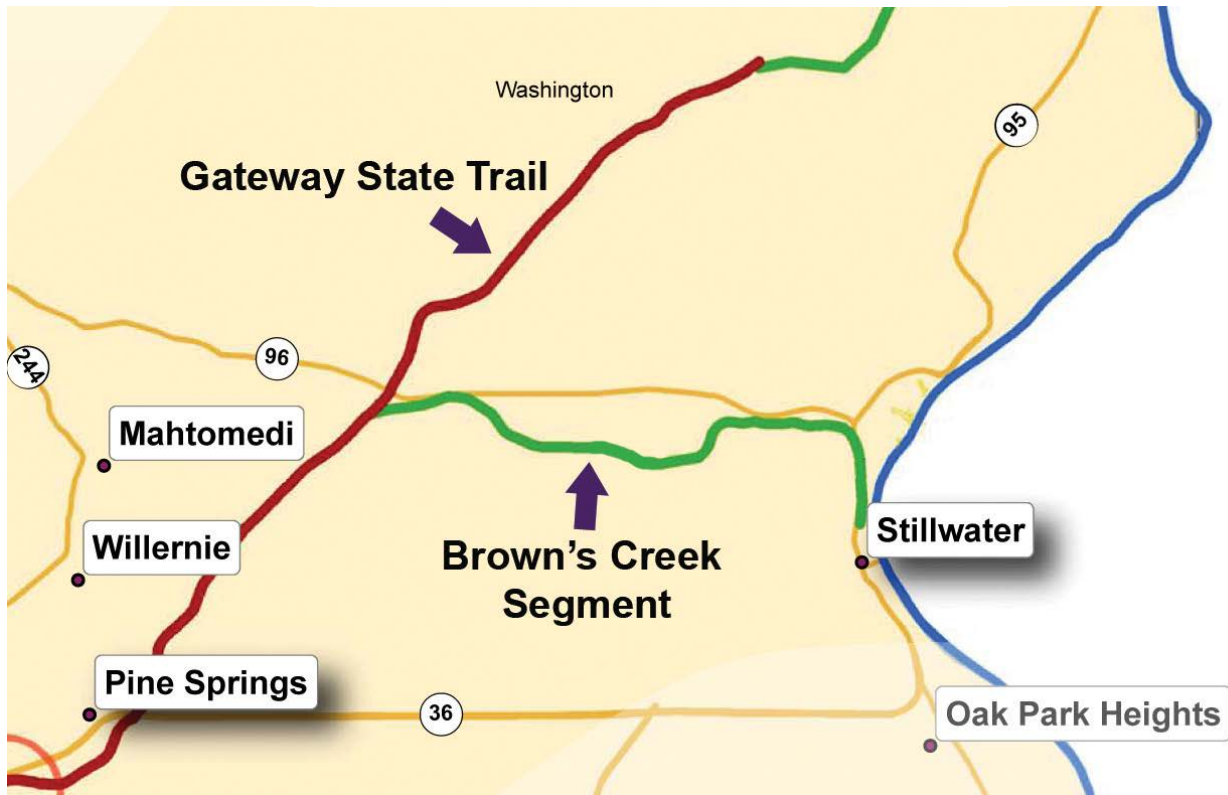 Washington
95
Gateway State Trail
96
244
Mahtomedi
Willernie
Stillwater
Brown’s Creek
Segment
Pine Springs
36
Oak Park Heights